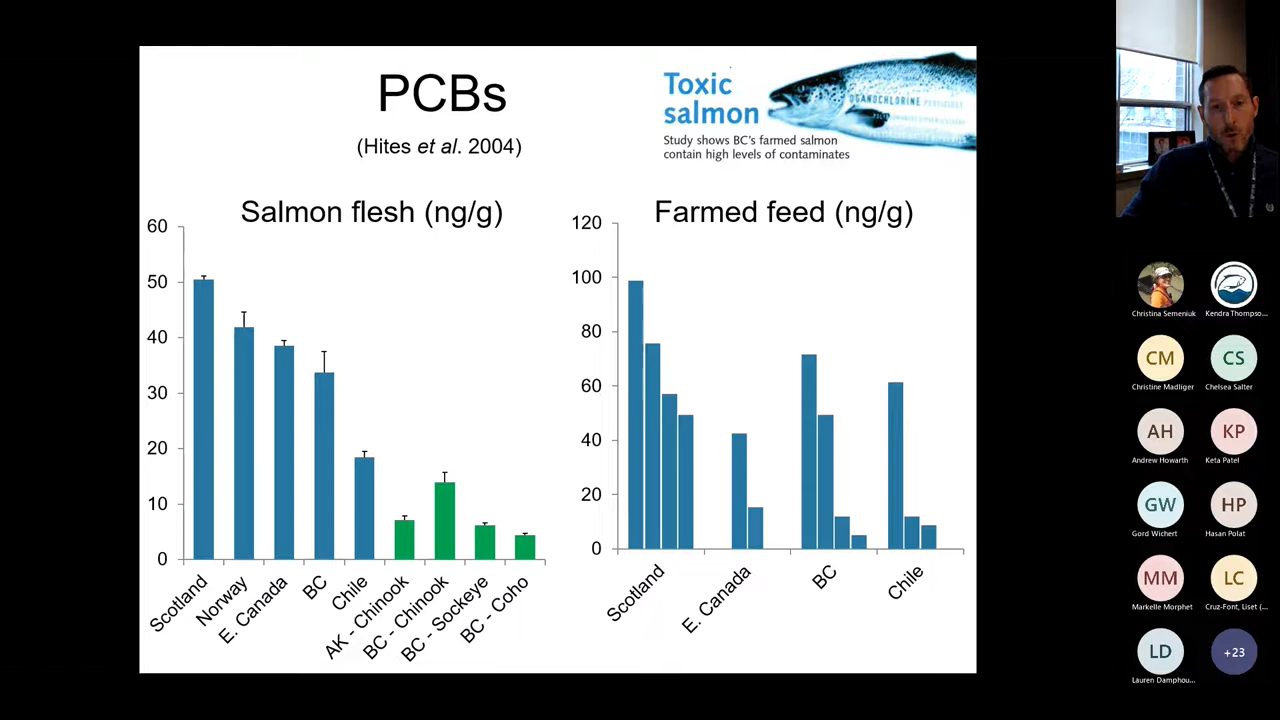 PCBs
(Hites et al. 2004)
Toxic
salmon
Study shows BC's farmed salmon
contain high levels of contaminates
Salmon flesh (ng/g)
60
50
40
30
20
10
0
Scotland
Norway
E. Canada
BC
Chile
AK - Chinook
BC - Chinook
BC - Sockeye
BC - Coho
Farmed feed (ng/g)
120
100
80
60
40
20
0
Scotland
E. Canada
BC
Chile
Christina Semeniuk
Kendra Thompso...
CM
CS
Christine Madliger
Chelsea Salter
AH
KP
Andrew Howarth
Keta Patel
GW
HP
Gord Wichert
Hasan Polat
MM
LC
Markelle Morphet
Cruz-Font, Liset (...
LD
+23
Lauren Damphou...